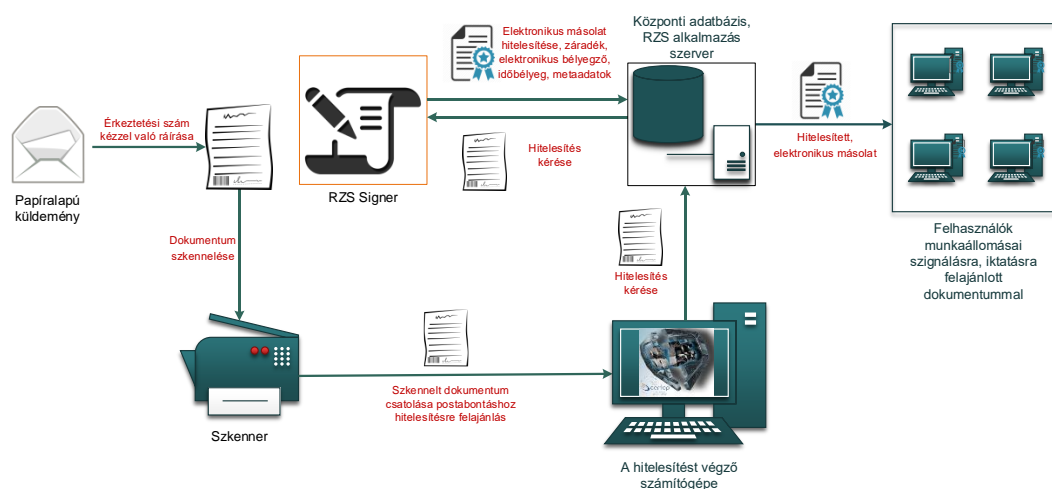 Elektronikus másolat
hitelesítése, záradék,
elektronikus bélyegző,
időbélyeg, metaadatok
Központi adatbázis,
RZS alkalmazás
szerver
Érkeztetési szám
kézzel való ráírása
Hitelesítés
kérése
Hitelesített,
elektronikus másolat
Papíralapú
küldemény
RZS Signer
Dokumentum
szkennelése
Hitelesítés
kérése
Felhasználók
munkaállomásai
szignálásra, iktatásra
felajánlott
dokumentummal
Szkennelt dokumentum
csatolása postabontáshoz
hitelesítésre felajánlás
Szkenner
A hitelesítést végző
számítógépe